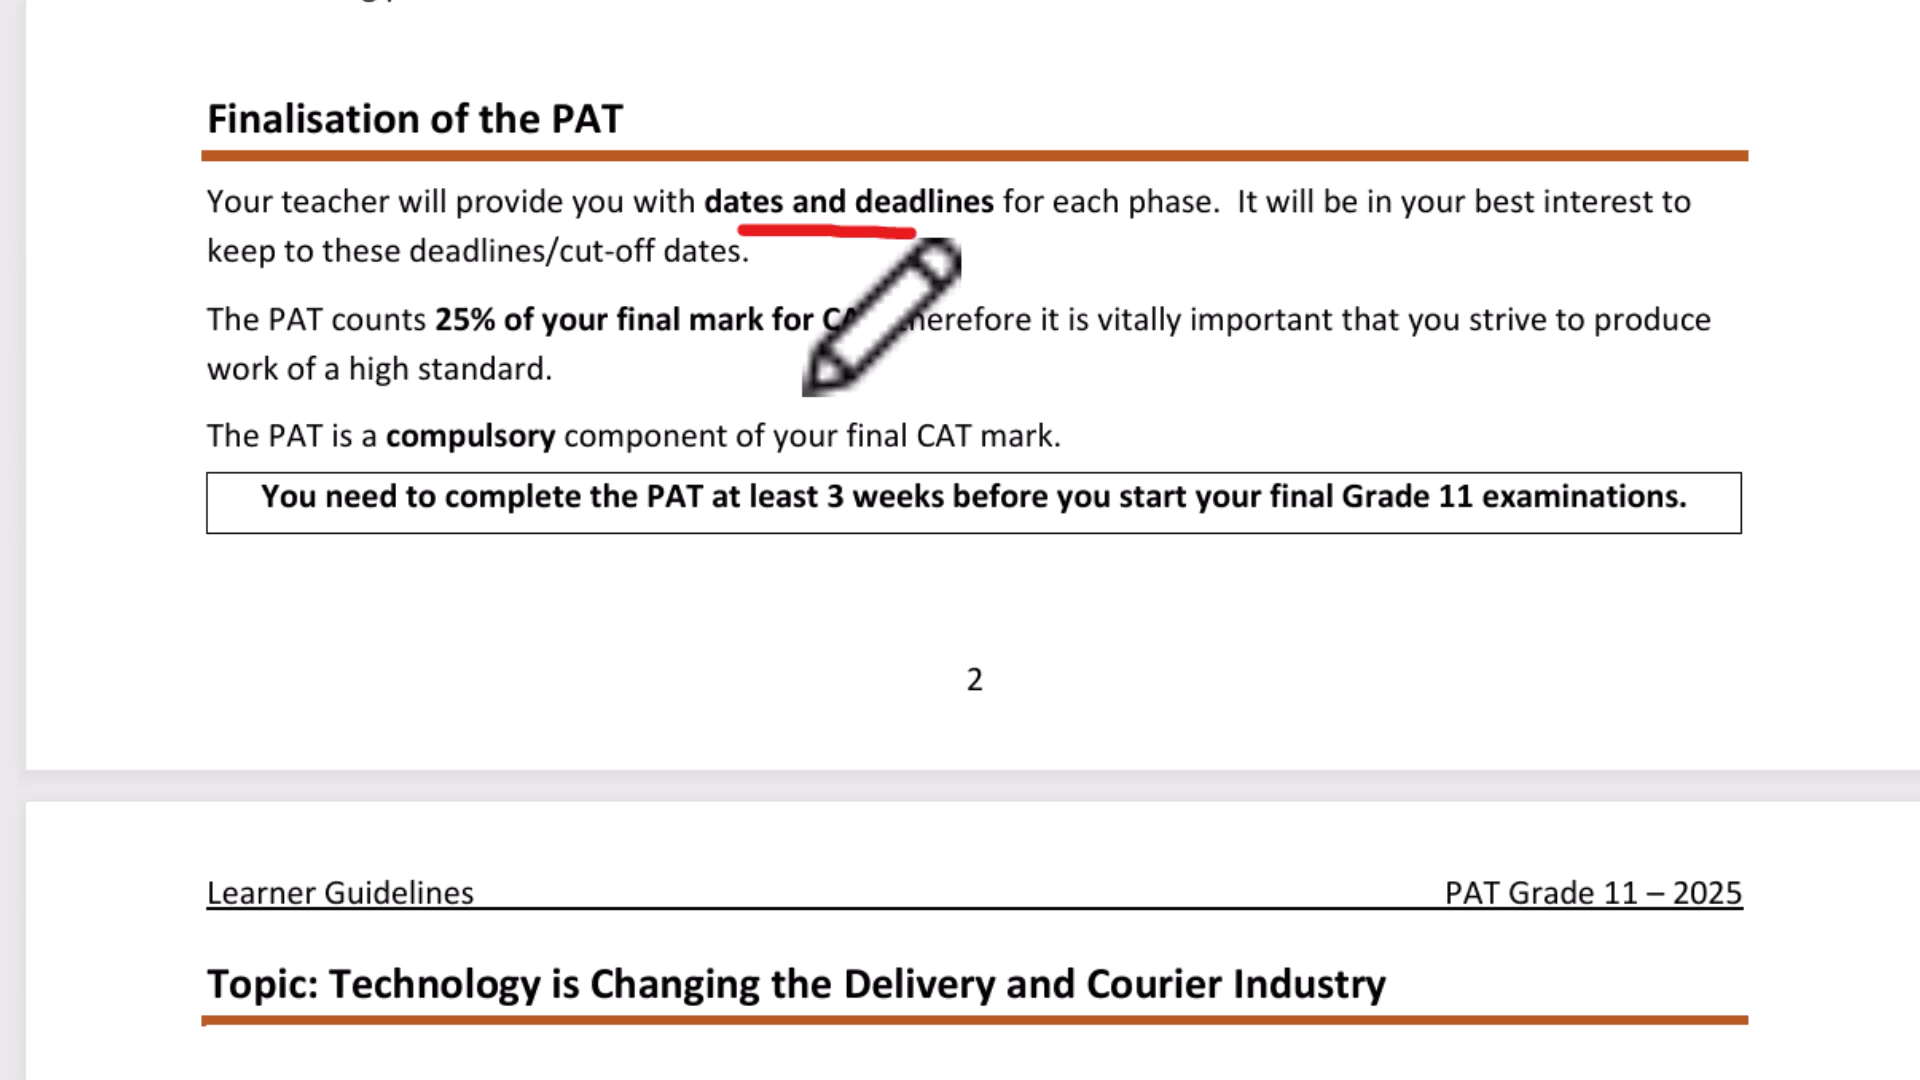 Finalisation of the PAT
Your teacher will provide you with dates and deadlines for each phase. It will be in your best interest to
keep to these deadlines/cut-off dates.
The PAT counts 25% of your final mark for it is vitally important that you strive to produce
work of a high standard.
The PAT is a compulsory component of your final CAT mark.
You need to complete the PAT at least 3 weeks before you start your final Grade 11 examinations.
2
Learner Guidelines PAT Grade 11 – 2025
Topic: Technology is Changing the Delivery and Courier Industry